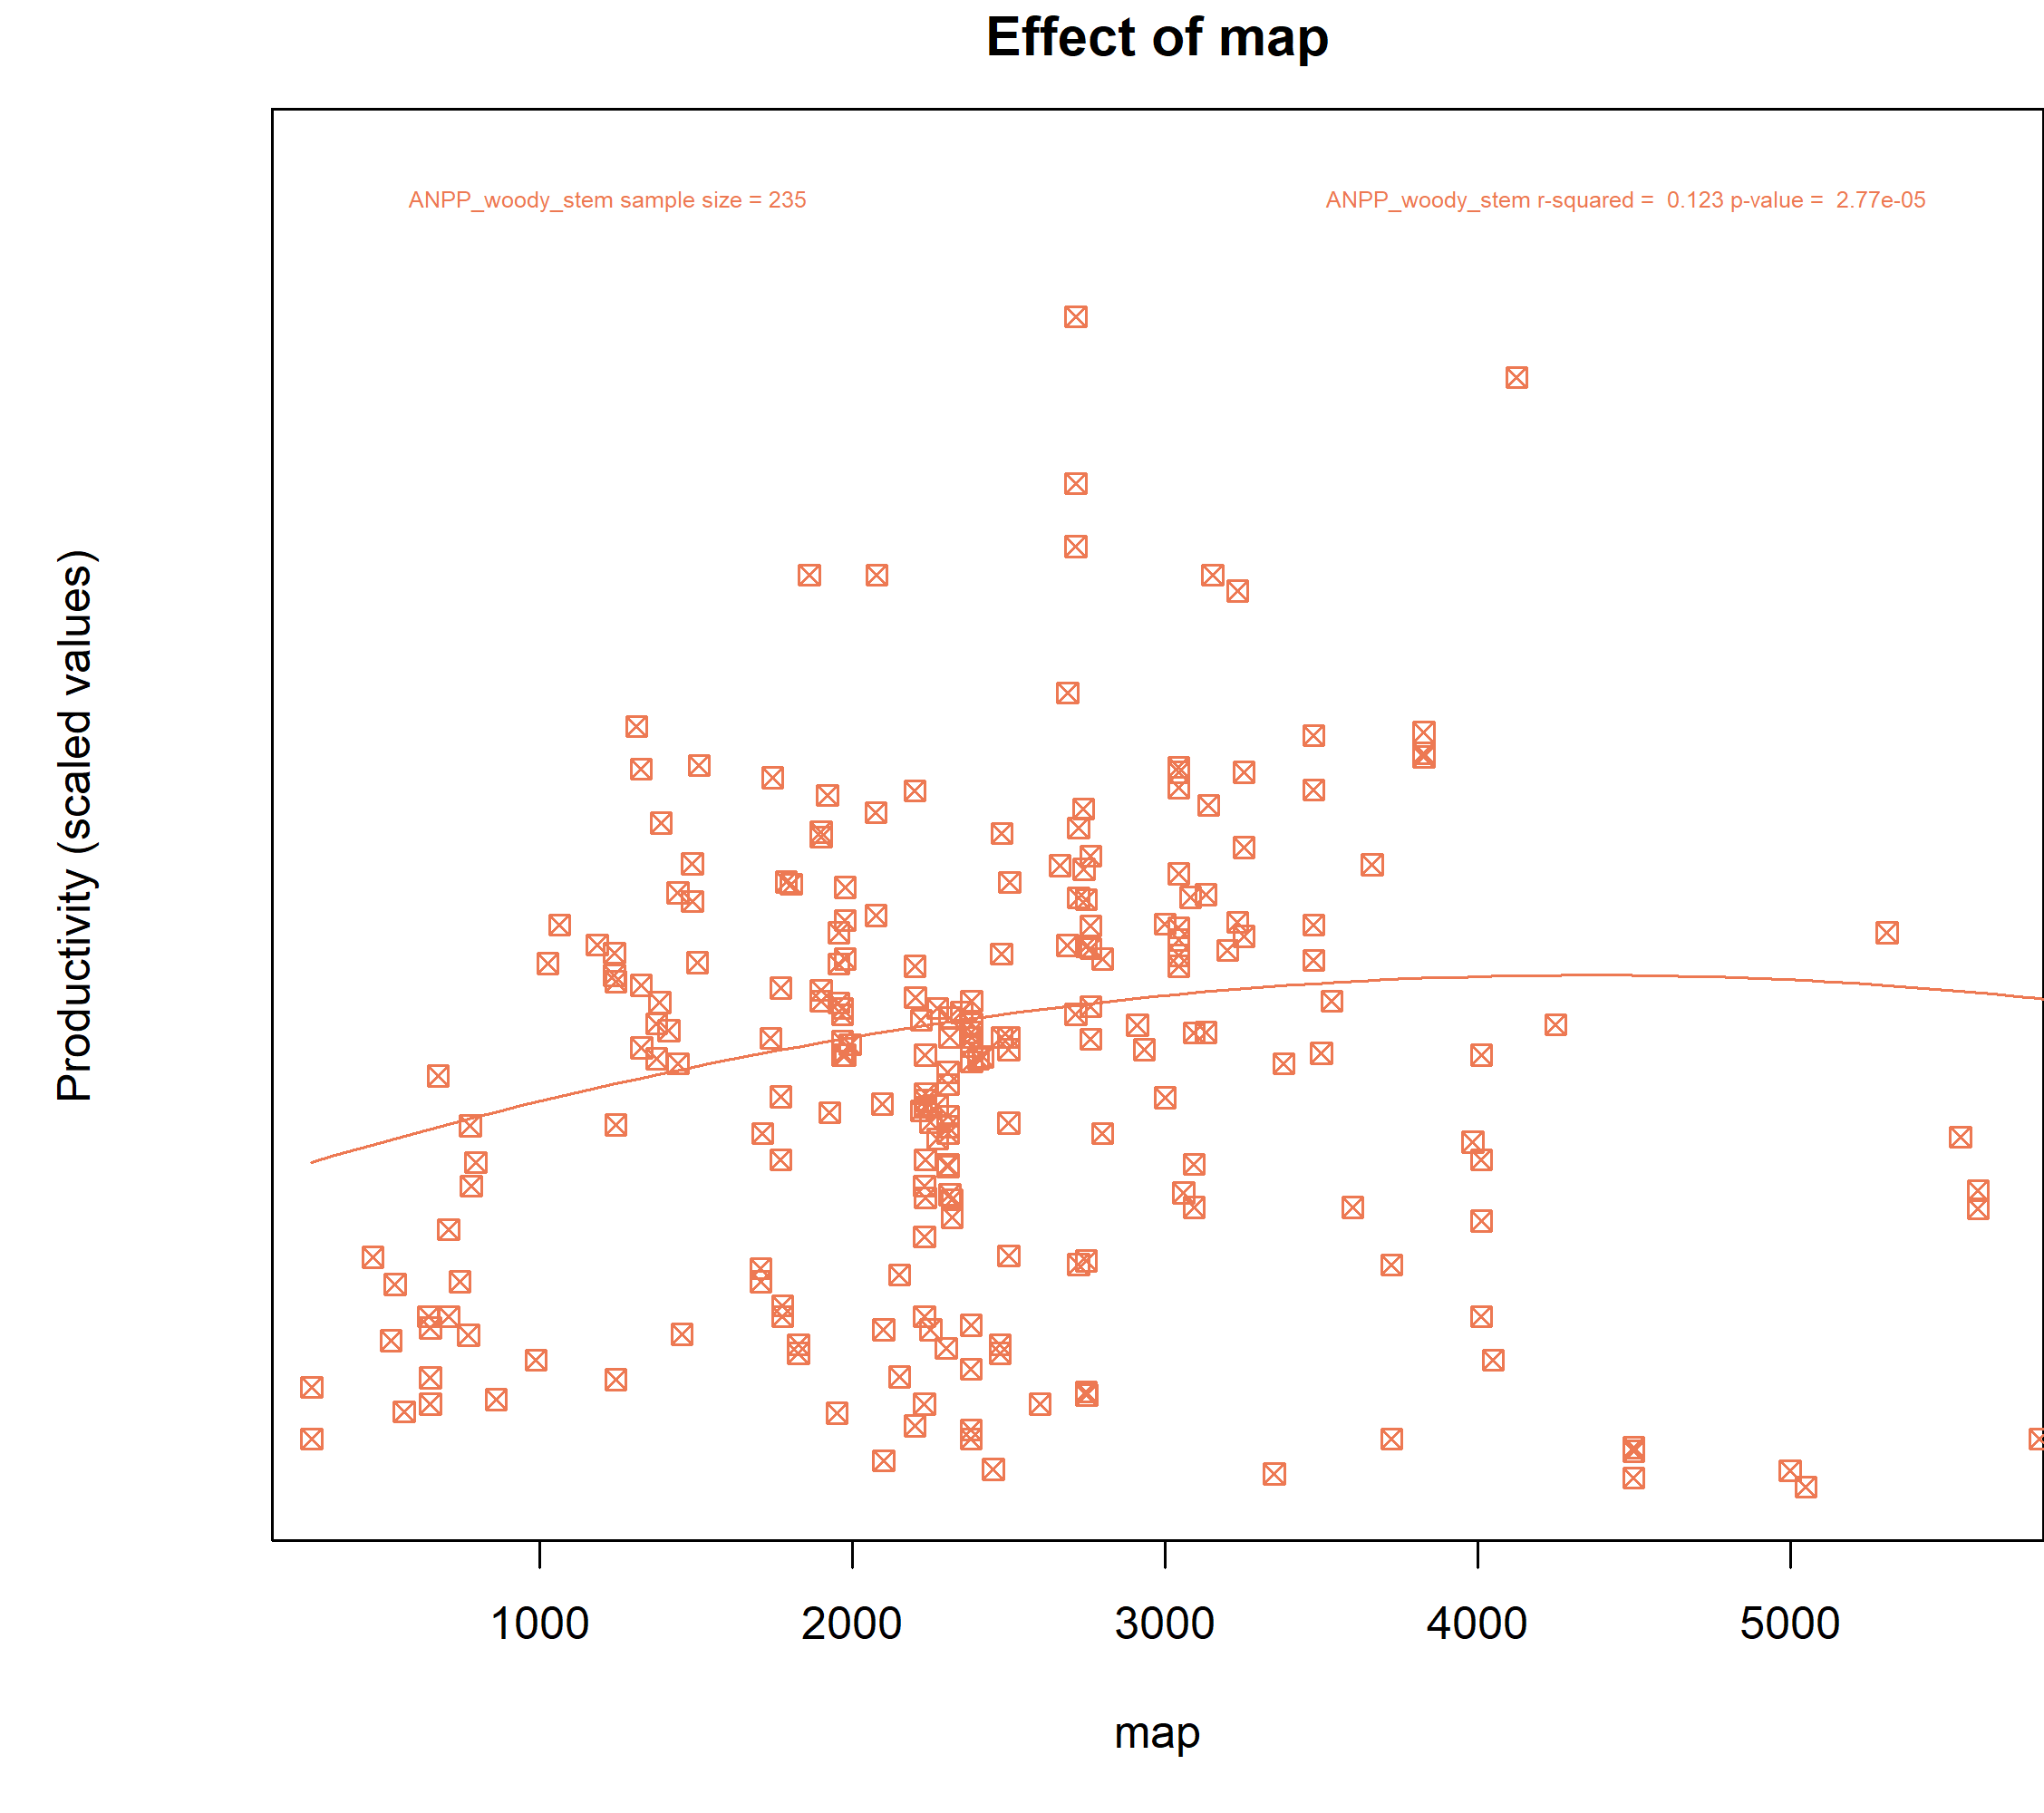 Effect of map
ANPP_woody_stem sample size = 235
ANPP_woody_stem r-squared =  0.123 p-value =  2.77e-05
Productivity (scaled values)
1000 2000 3000 4000 5000
map